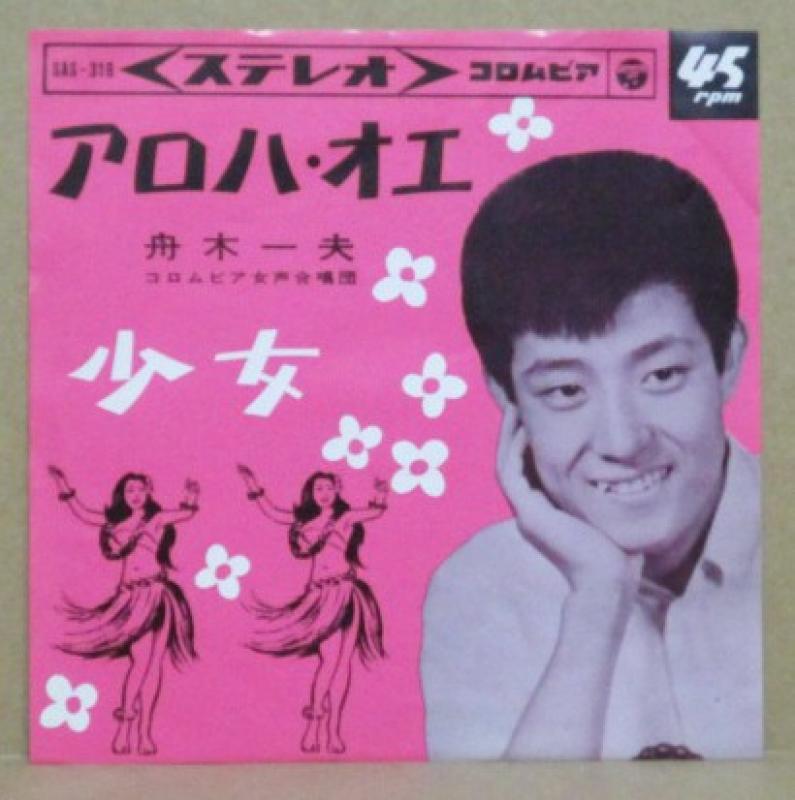 SAS-318 <ステレオ> コロムビア
45
rpm
アロハ・オエ
舟木一夫
コロムビア女声合唱団
少女